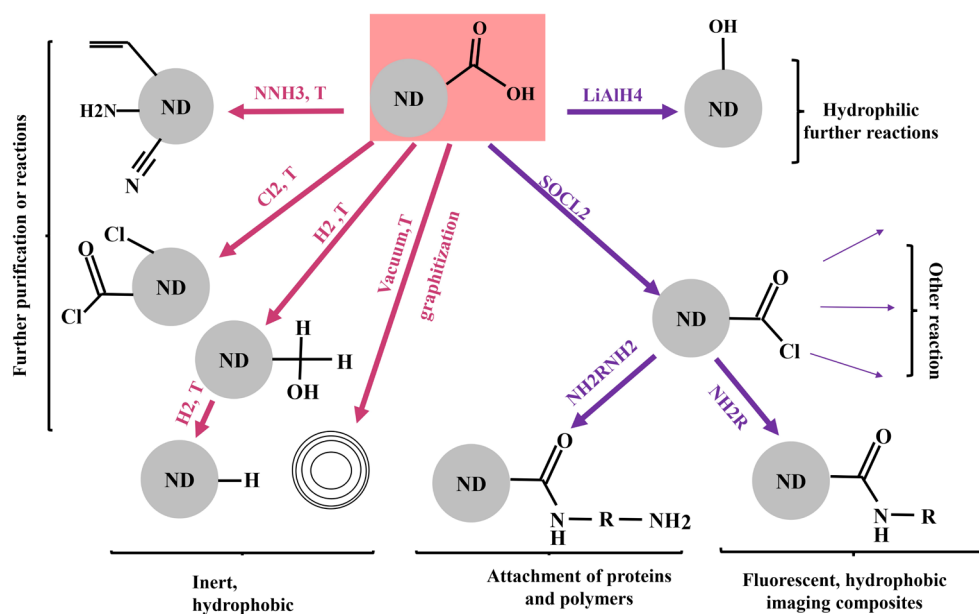 Further purification or reactions
ND
H2N
N
NNH3, T
ND
O
OH
LiAlH4
OH
ND
Hydrophilic
further reactions
Cl2, T
H2 ,T
Vacuum,T
graphitization
SOCL2
Cl
O
Cl
ND
ND
H
H
OH
H2, T
ND
H
ND
O
Cl
Other reaction
NH2RNH2
NH2R
ND
O
N
H
R
NH2
ND
O
N
H
R
Inert,
hydrophobic
Attachment of proteins
and polymers
Fluorescent, hydrophobic
imaging composites